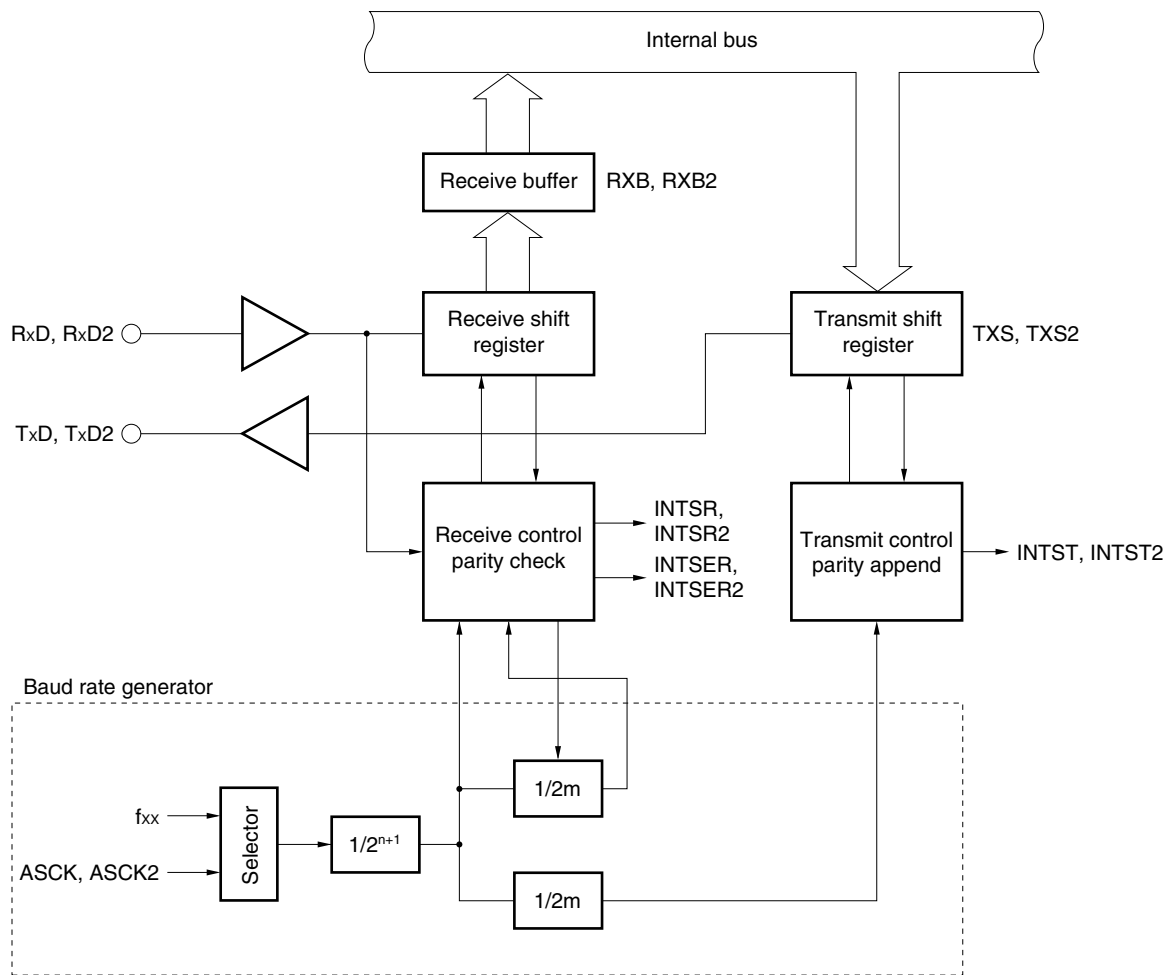 Internal bus
Receive buffer
RXB, RXB2
RxD, RxD2
Receive shift
register
Transmit shift
register
TXS, TXS2
TxD, TxD2
Receive control
parity check
INTSR,
INTSR2
INTSER,
INTSER2
Transmit control
parity append
INTST, INTST2
Baud rate generator
fxx
ASCK, ASCK2
Selector
1/2ⁿ⁺¹
1/2m
1/2m